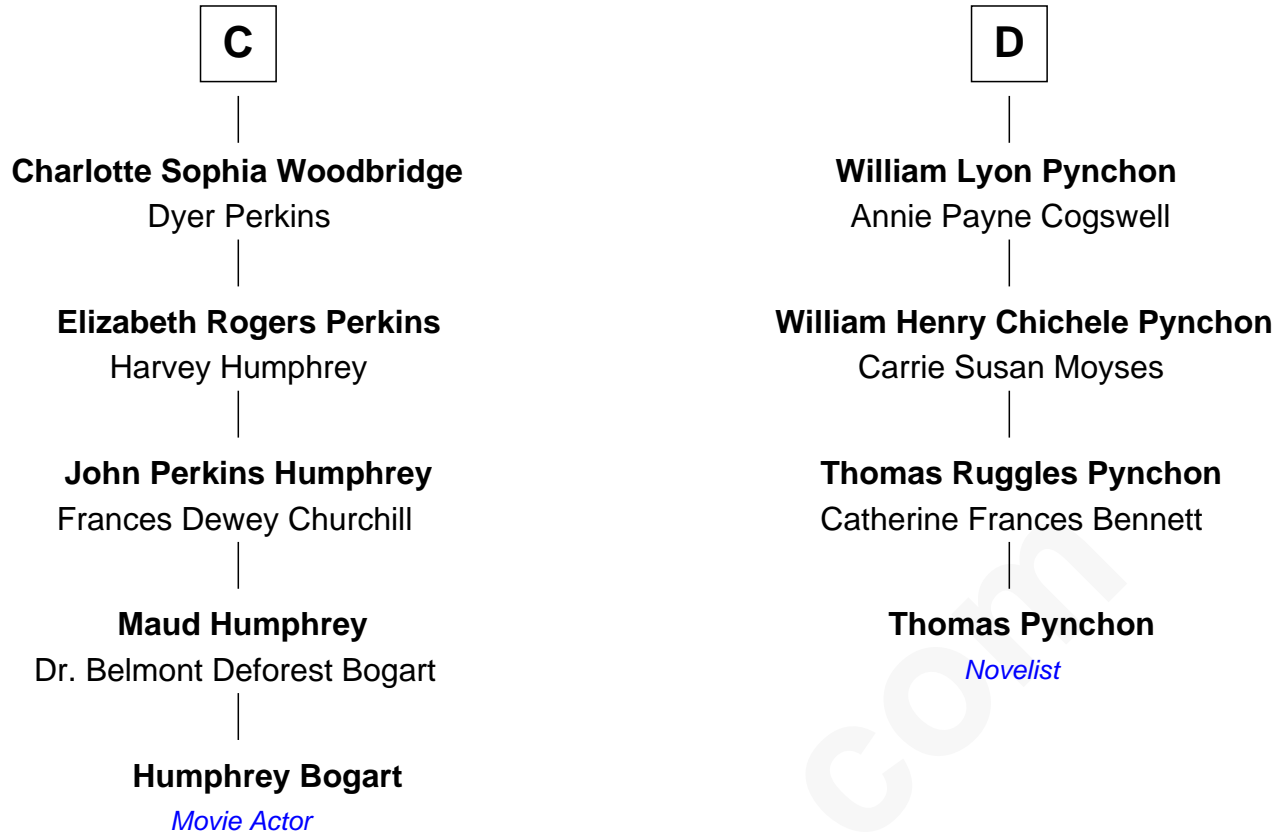 C
Charlotte Sophia Woodbridge
Dyer Perkins
Elizabeth Rogers Perkins
Harvey Humphrey
John Perkins Humphrey
Frances Dewey Churchill
Maud Humphrey
Dr. Belmont Deforest Bogart
Humphrey Bogart
Movie Actor
D
William Lyon Pynchon
Annie Payne Cogswell
William Henry Chichele Pynchon
Carrie Susan Moyses
Thomas Ruggles Pynchon
Catherine Frances Bennett
Thomas Pynchon
Novelist
com